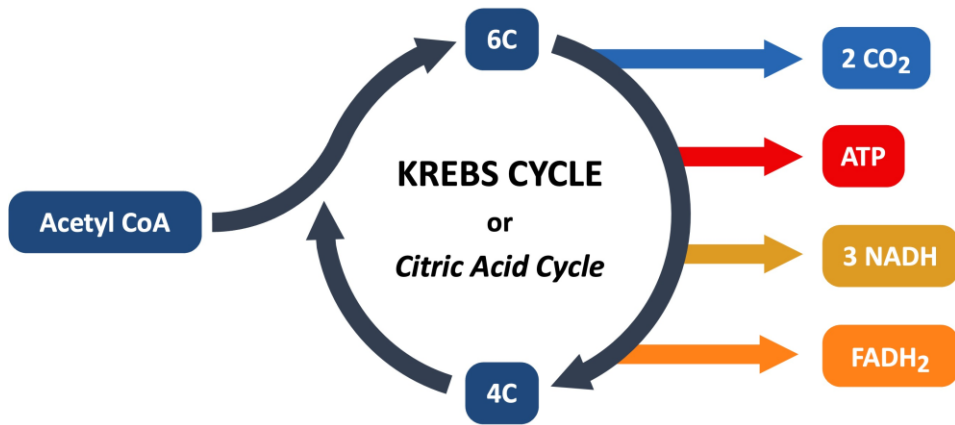 6C
2 CO₂
ATP
KREBS CYCLE
or
Citric Acid Cycle
Acetyl CoA
3 NADH
FADH₂
4C